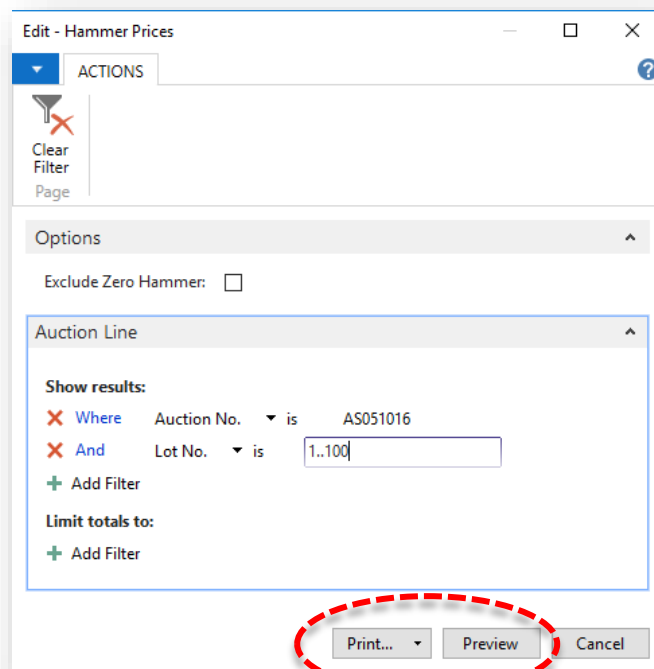 Edit - Hammer Prices
ACTIONS
?
Clear
Filter
Page
Options
Exclude Zero Hammer:
Auction Line
Show results:
Where Auction No. is AS051016
And Lot No. is 1..100
Add Filter
Limit totals to:
Add Filter
Print... Preview Cancel